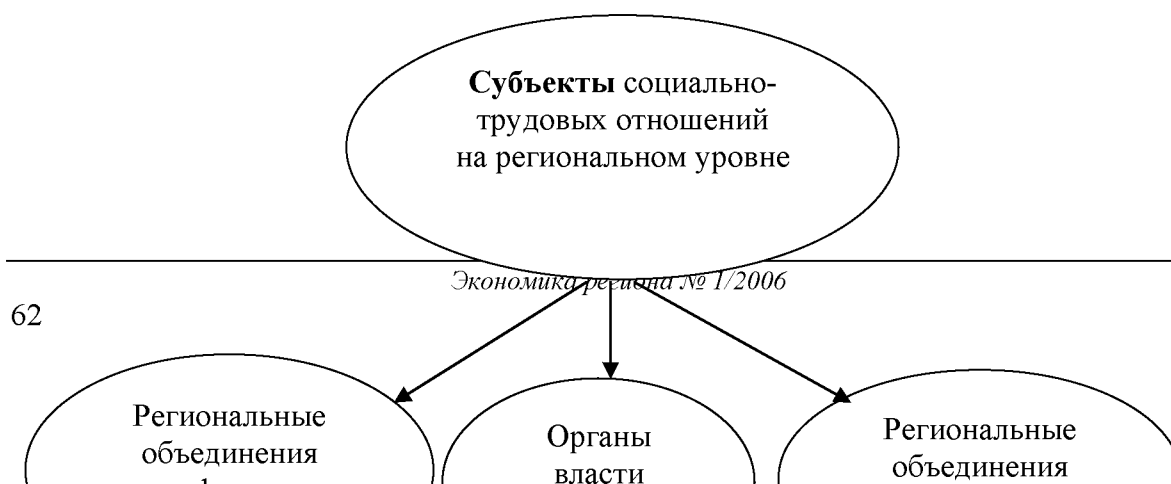 Субъекты социально-
трудовых отношений
на региональном уровне
Экономика региона № 1/2006
62
Региональные
объединения
Органы
власти
Региональные
объединения